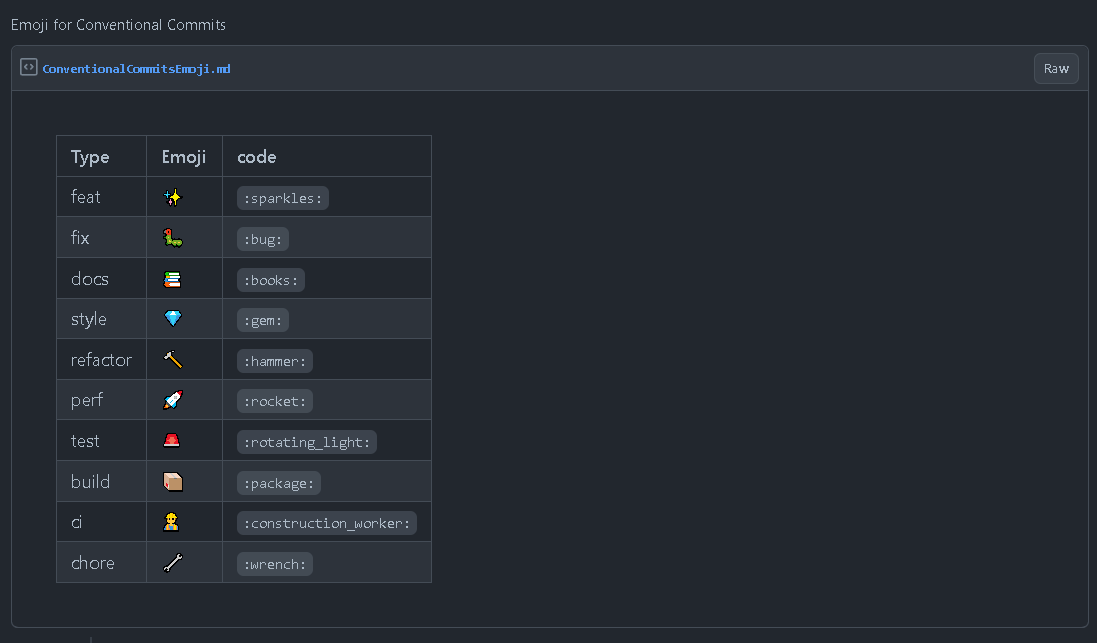 Emoji for Conventional Commits
ConventionalCommitsEmoji.md
Raw
Type Emoji code
feat ✨ :sparkles:
fix 🐛 :bug:
docs 📚 :books:
style 💎 :gem:
refactor 🔨 :hammer:
perf 🚀 :rocket:
test 🚨 :rotating_light:
build 📦 :package:
ci 👷 :construction_worker:
chore 🔧 :wrench: